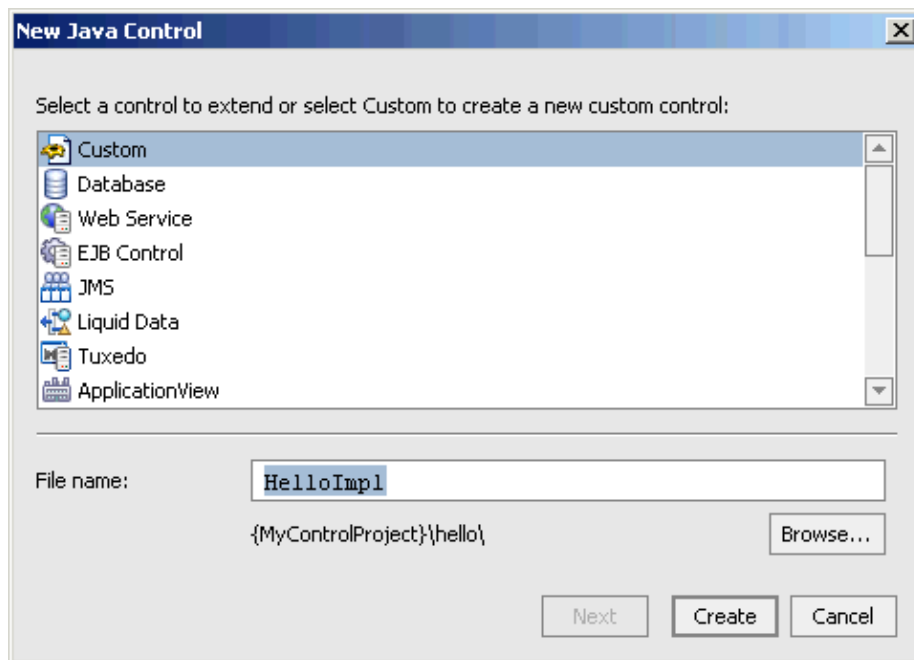 New Java Control
Select a control to extend or select Custom to create a new custom control:
Custom
Database
Web Service
EJB Control
JMS
Liquid Data
Tuxedo
ApplicationView
File name:
HelloImpl
{MyControlProject}\hello\
Browse...
Next
Create
Cancel